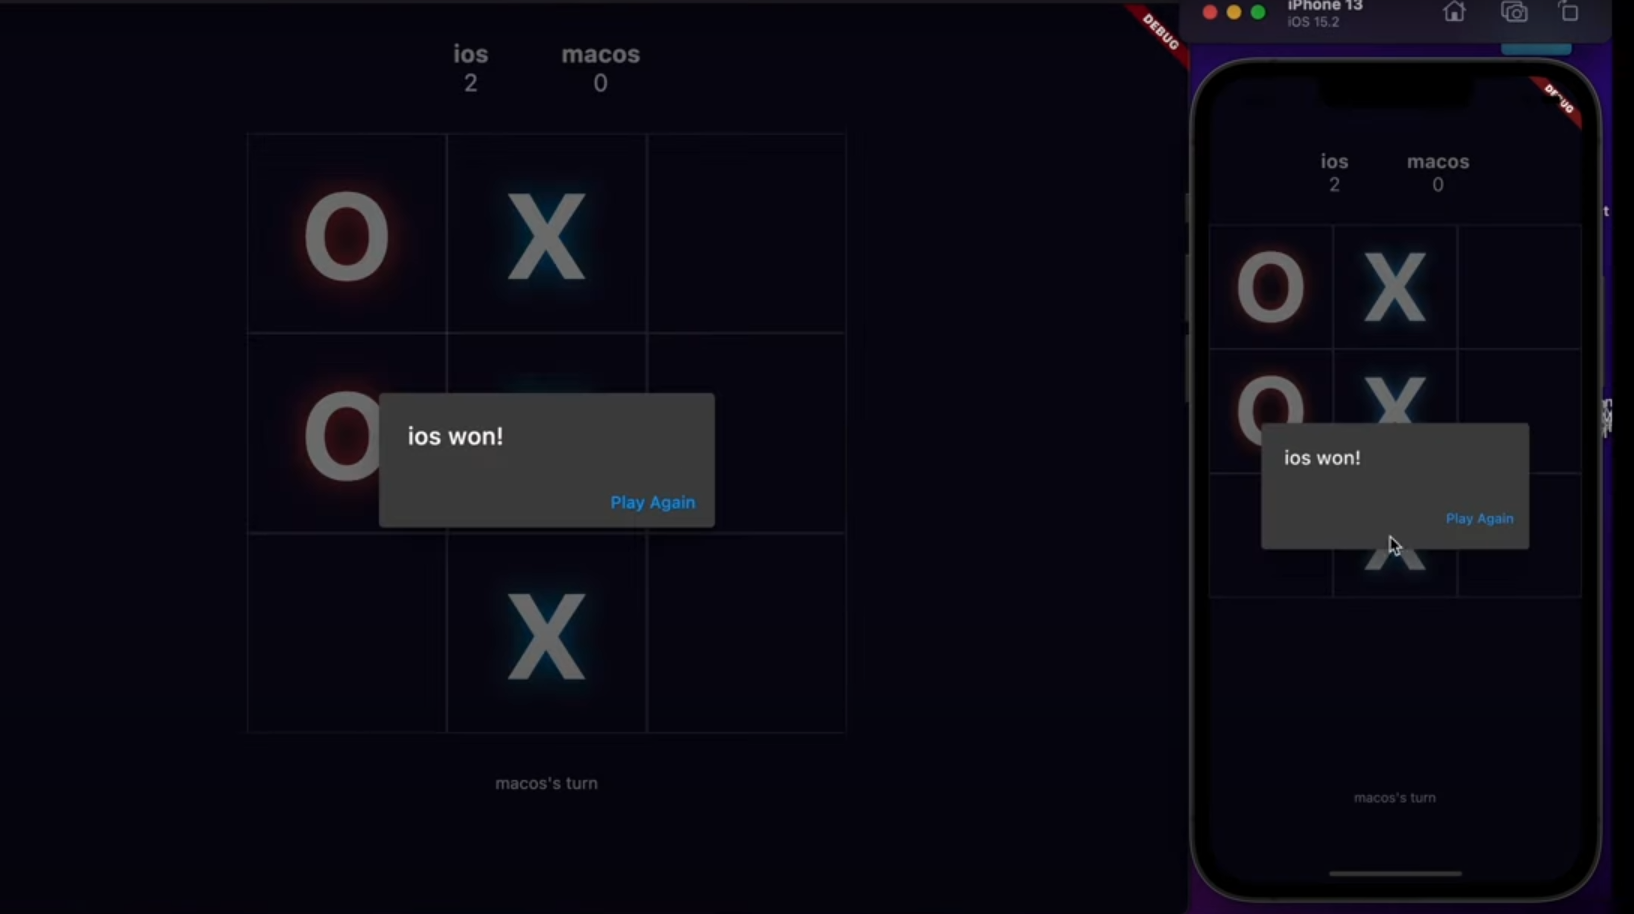 ios macos
2 0
DEBUG
O X
O
ios won!
Play Again
X
macos's turn
iPhone 13
iOS 15.2
DEBUG
ios macos
2 0
O X
O X
ios won!
Play Again
X
macos's turn
t